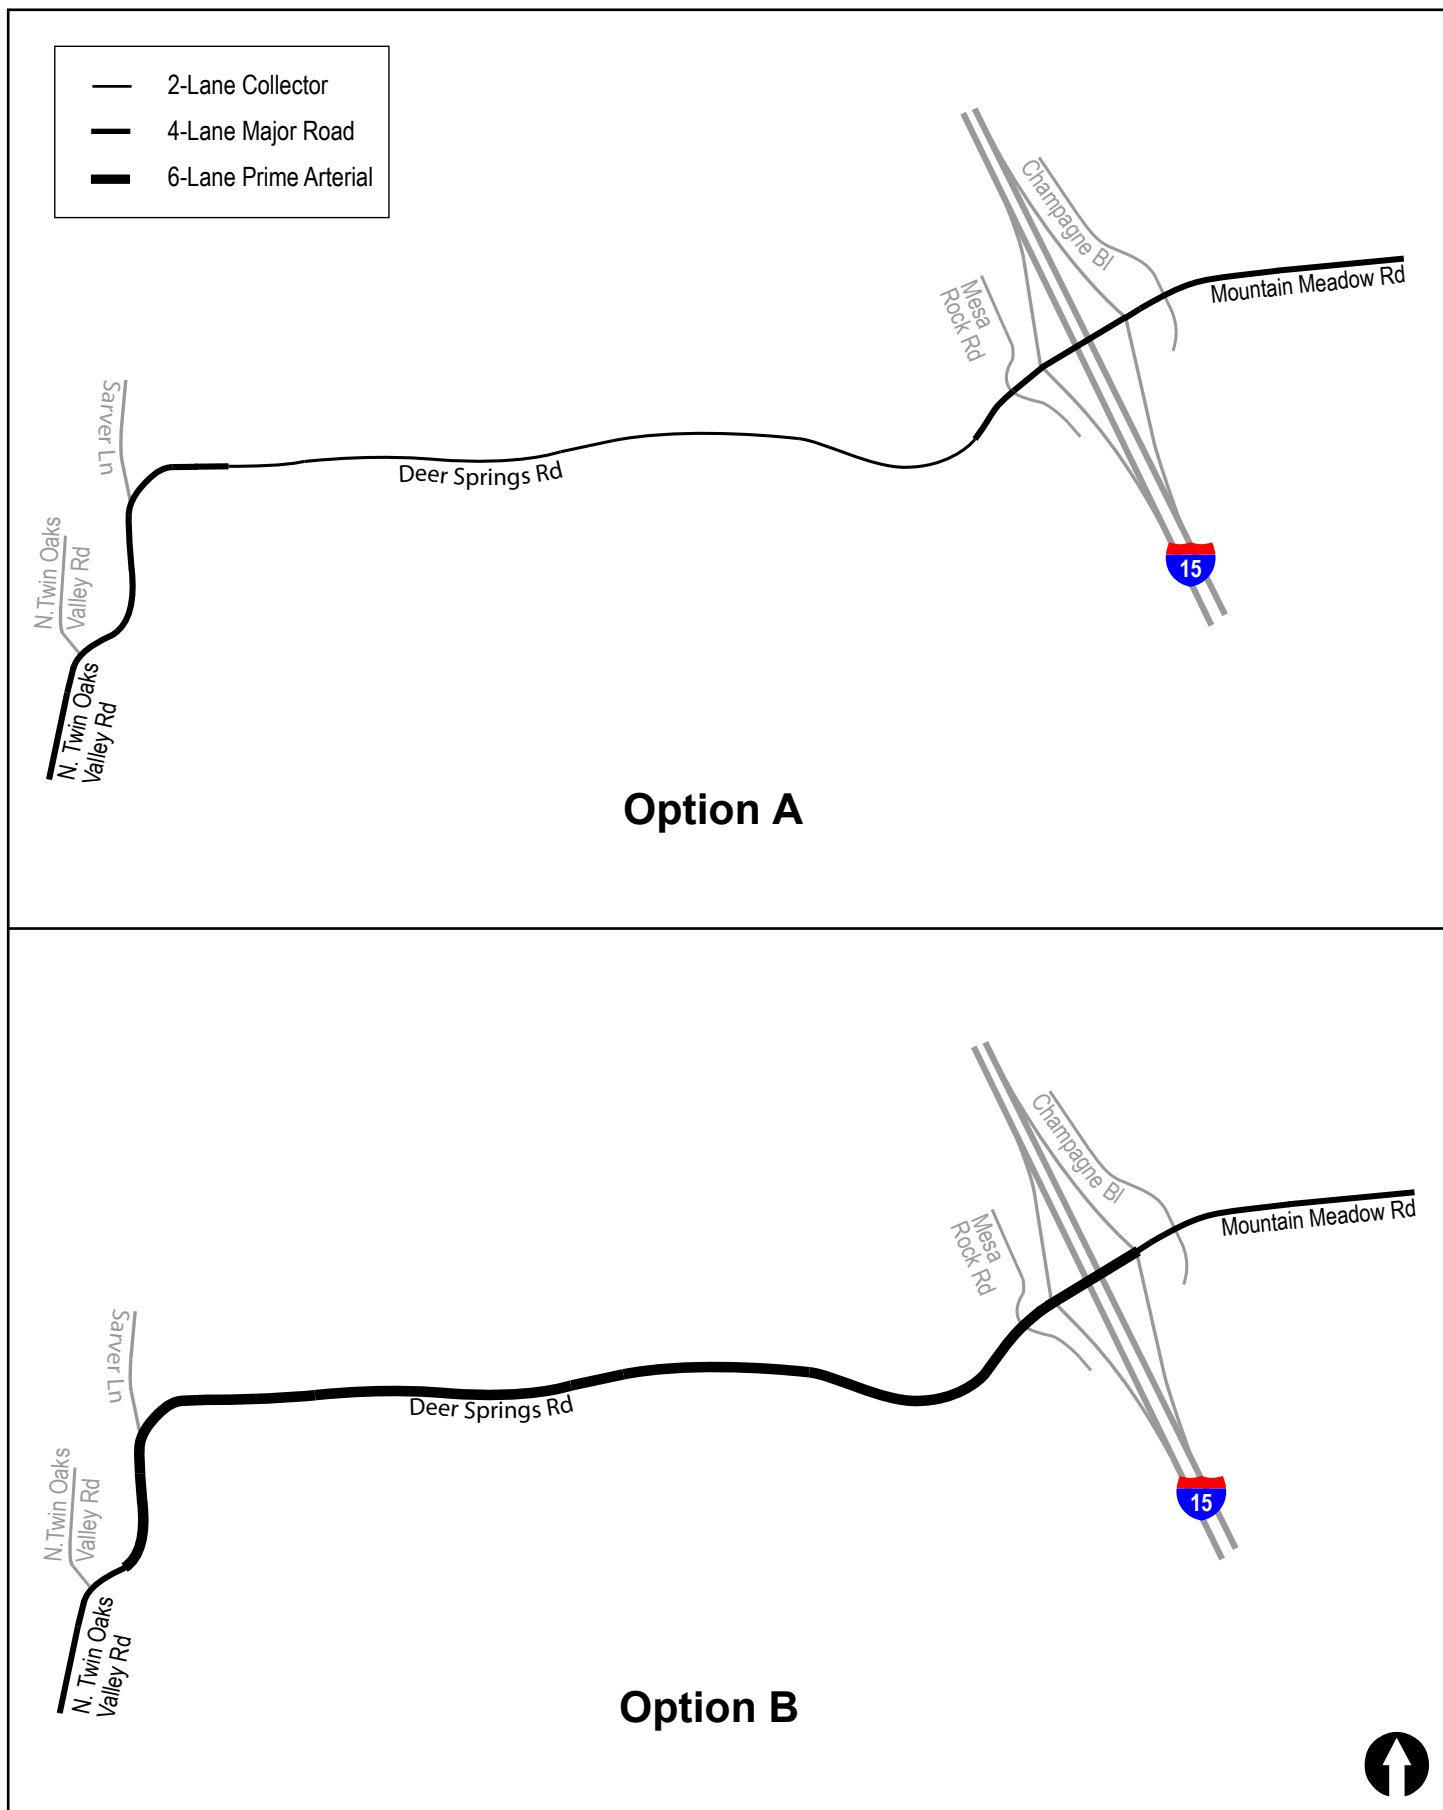 2-Lane Collector
4-Lane Major Road
6-Lane Prime Arterial
Champagne Bl
Mountain Meadow Rd
Mesa
Rock Rd
Sarver Ln
Deer Springs Rd
N.Twin Oaks
Valley Rd
15
N. Twin Oaks
Valley Rd
Option A
Champagne Bl
Mountain Meadow Rd
Mesa
Rock Rd
Sarver Ln
Deer Springs Rd
N.Twin Oaks
Valley Rd
15
N. Twin Oaks
Valley Rd
Option B